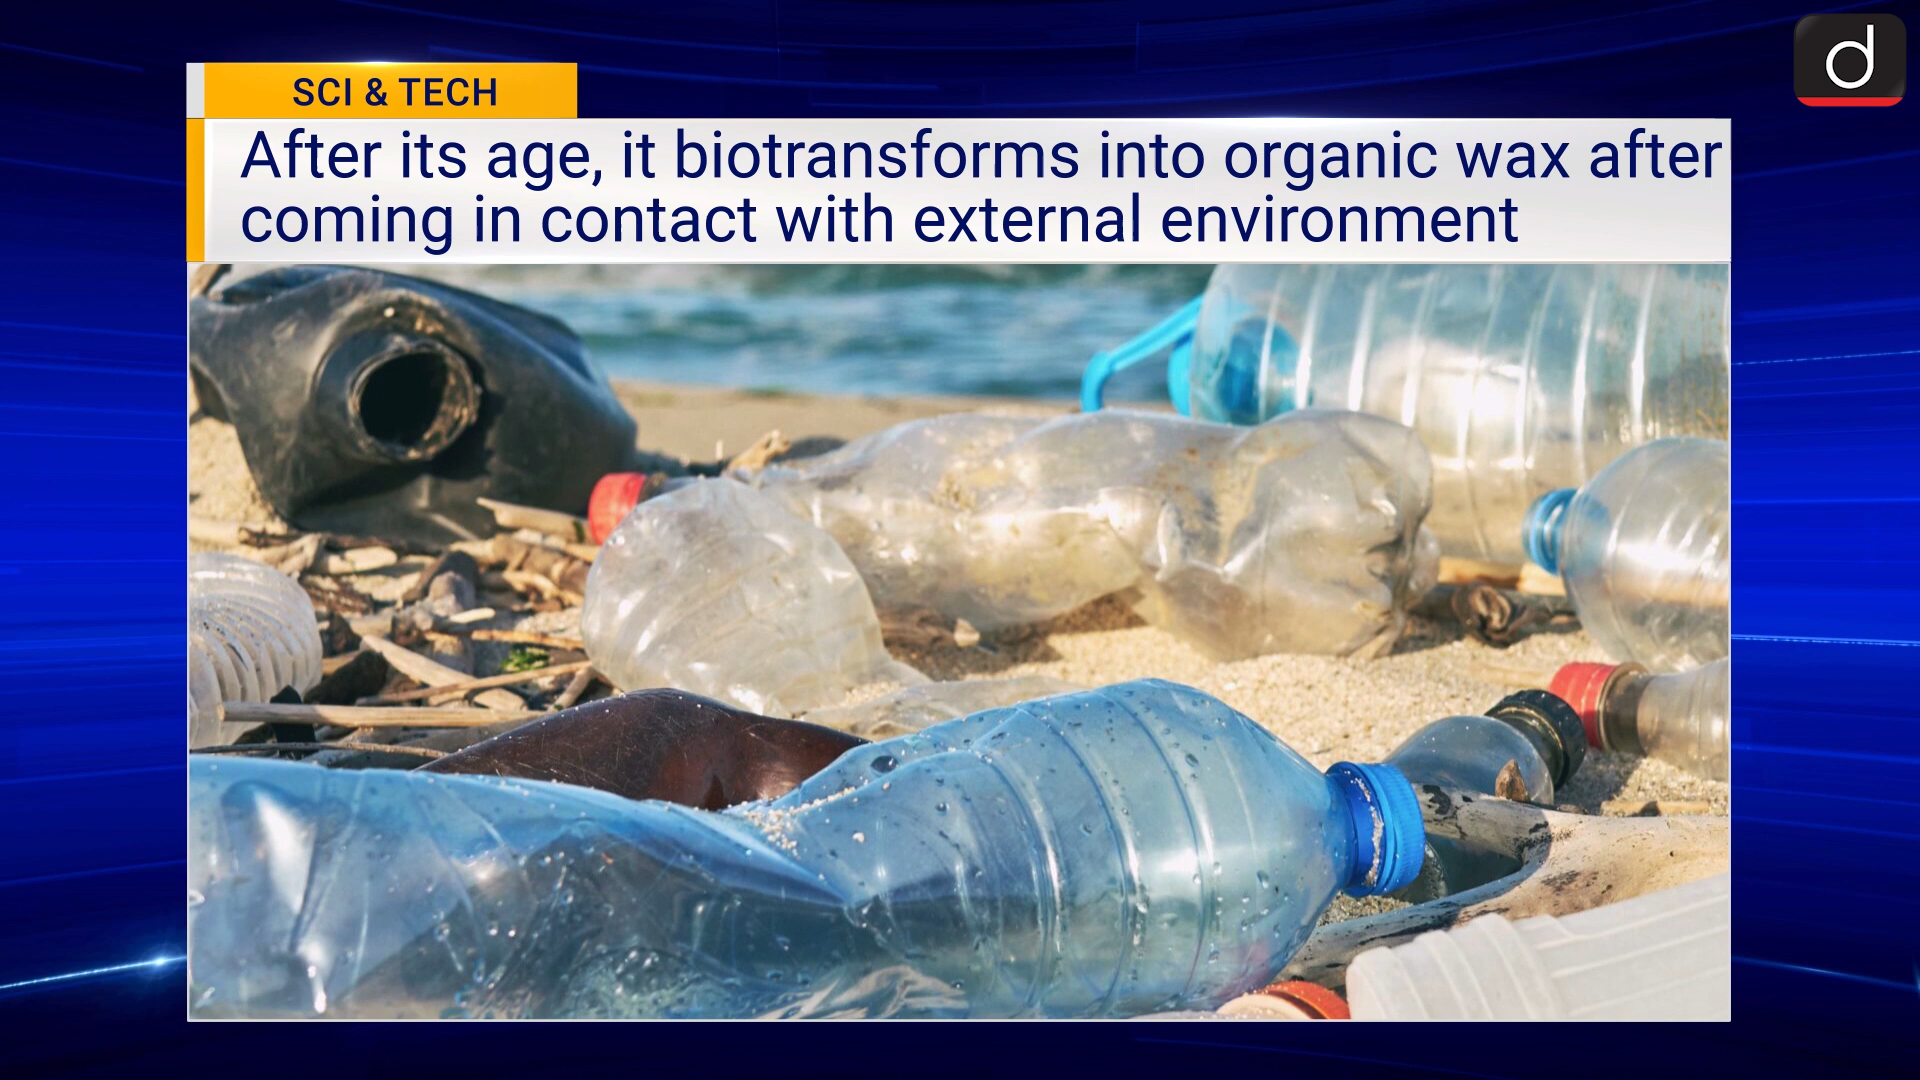 d
SCI & TECH
After its age, it biotransforms into organic wax after
coming in contact with external environment